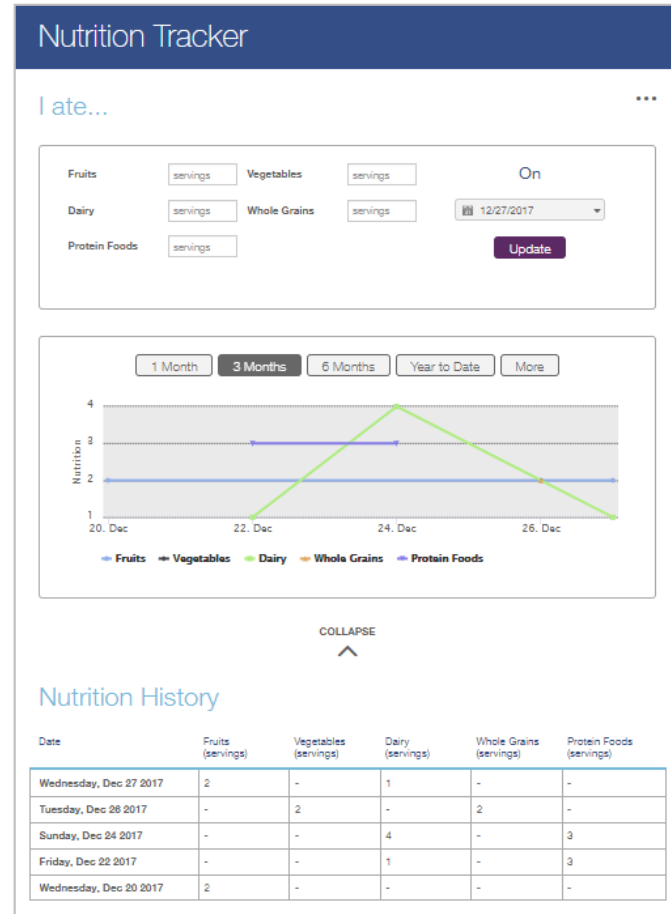 Nutrition Tracker
I ate...
Fruits servings Vegetables servings On
Dairy servings Whole Grains servings 12/27/2017
Protein Foods servings Update
1 Month 3 Months 6 Months Year to Date More
4
3
2
1
Nutrition
20. Dec 22. Dec 24. Dec 26. Dec
Fruits Vegetables Dairy Whole Grains Protein Foods
COLLAPSE
Nutrition History
Date Fruits (servings) Vegetables (servings) Dairy (servings) Whole Grains (servings) Protein Foods (servings)
Wednesday, Dec 27 2017 2 - 1 - -
Tuesday, Dec 26 2017 - 2 - 2 -
Sunday, Dec 24 2017 - - 4 - 3
Friday, Dec 22 2017 - - 1 - 3
Wednesday, Dec 20 2017 2 - - - -